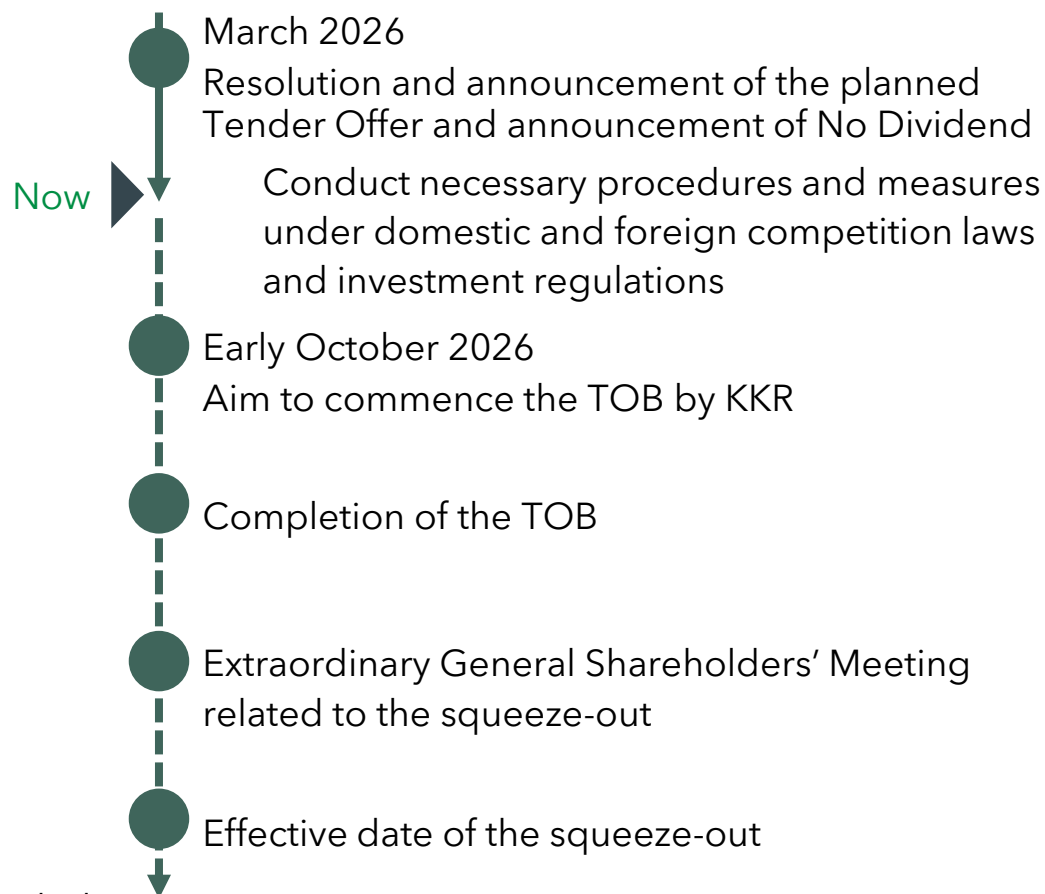 March 2026
Resolution and announcement of the planned
Tender Offer and announcement of No Dividend
Now
Conduct necessary procedures and measures
under domestic and foreign competition laws
and investment regulations
Early October 2026
Aim to commence the TOB by KKR
Completion of the TOB
Extraordinary General Shareholders’ Meeting
related to the squeeze-out
Effective date of the squeeze-out